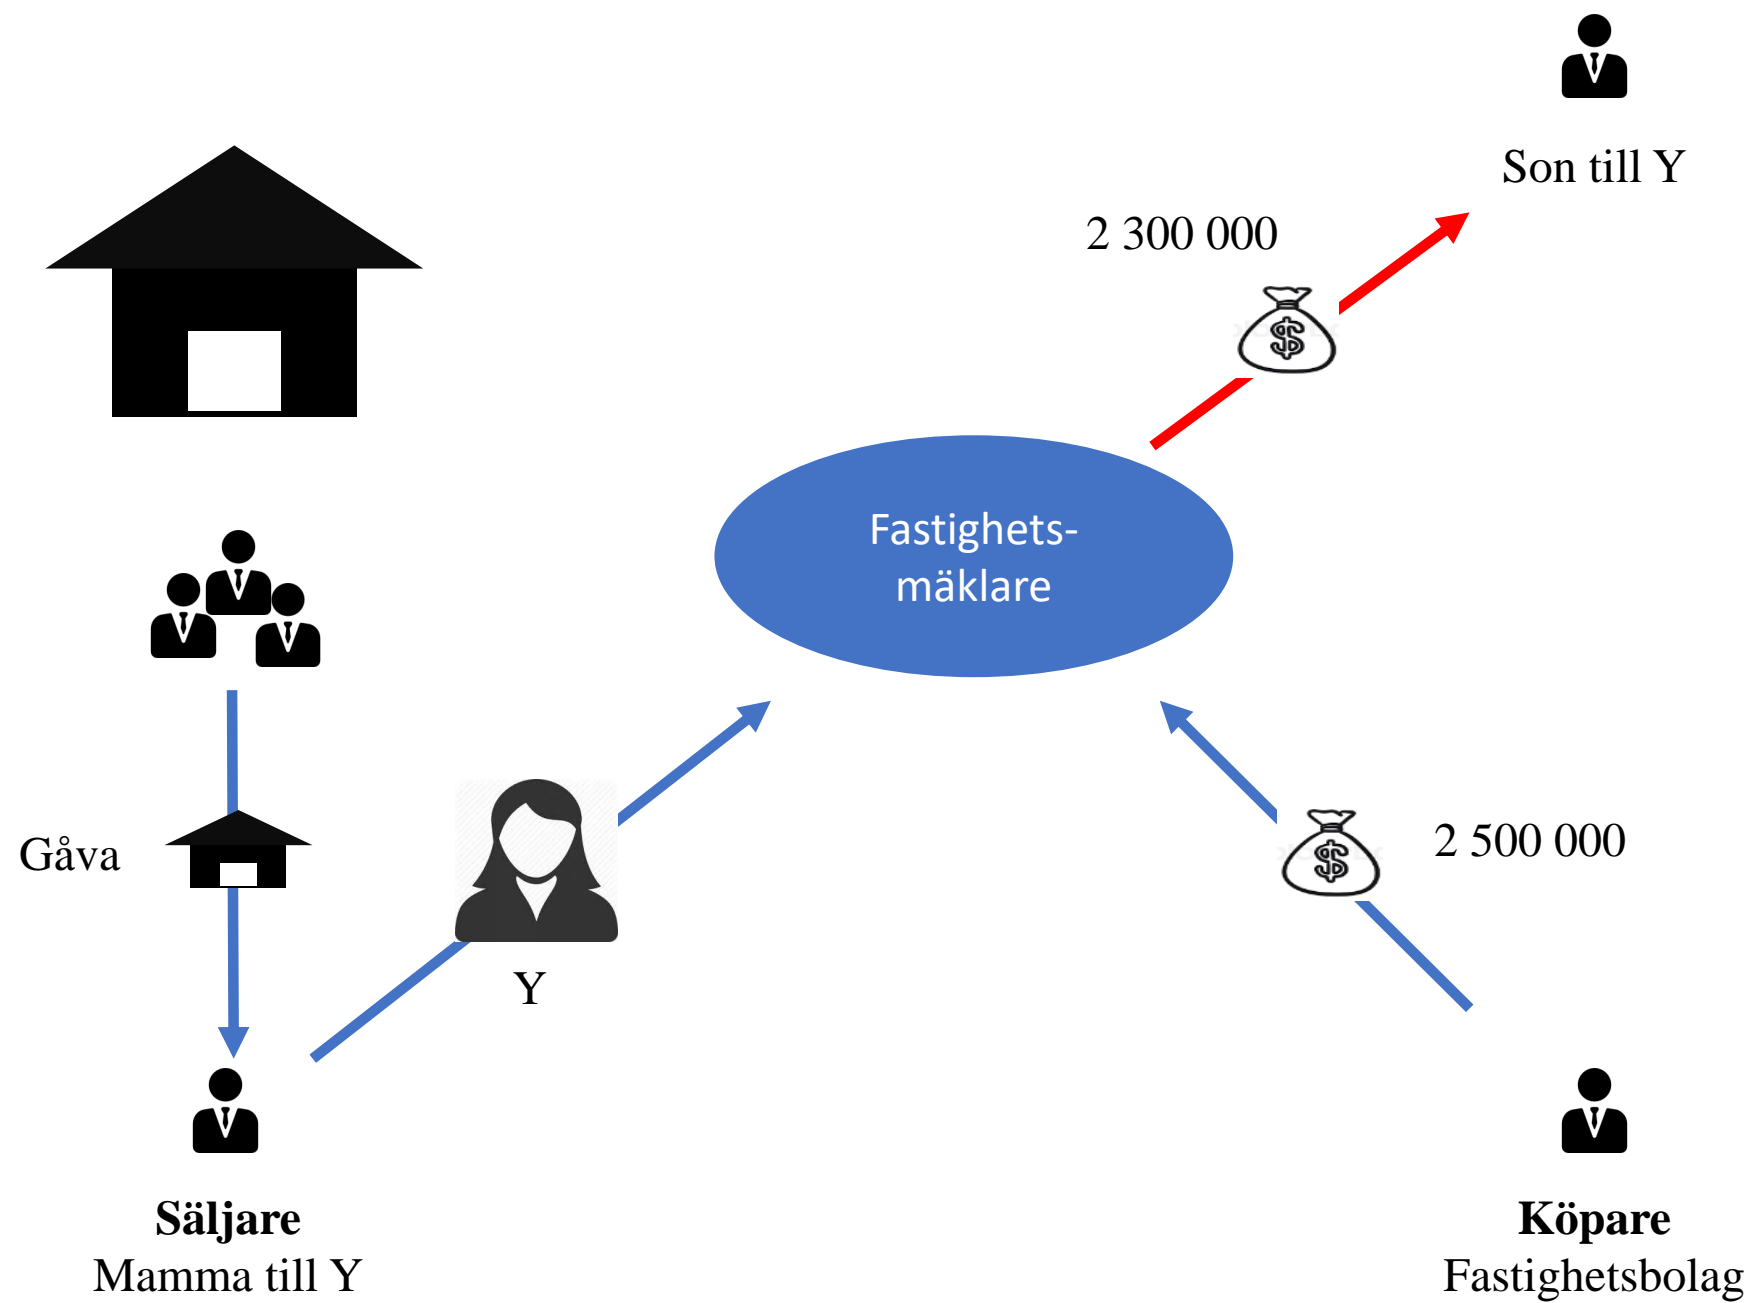 Son till Y
2 300 000
Fastighets-
mäklare
Gåva
2 500 000
Y
Säljare
Mamma till Y
Köpare
Fastighetsbolag